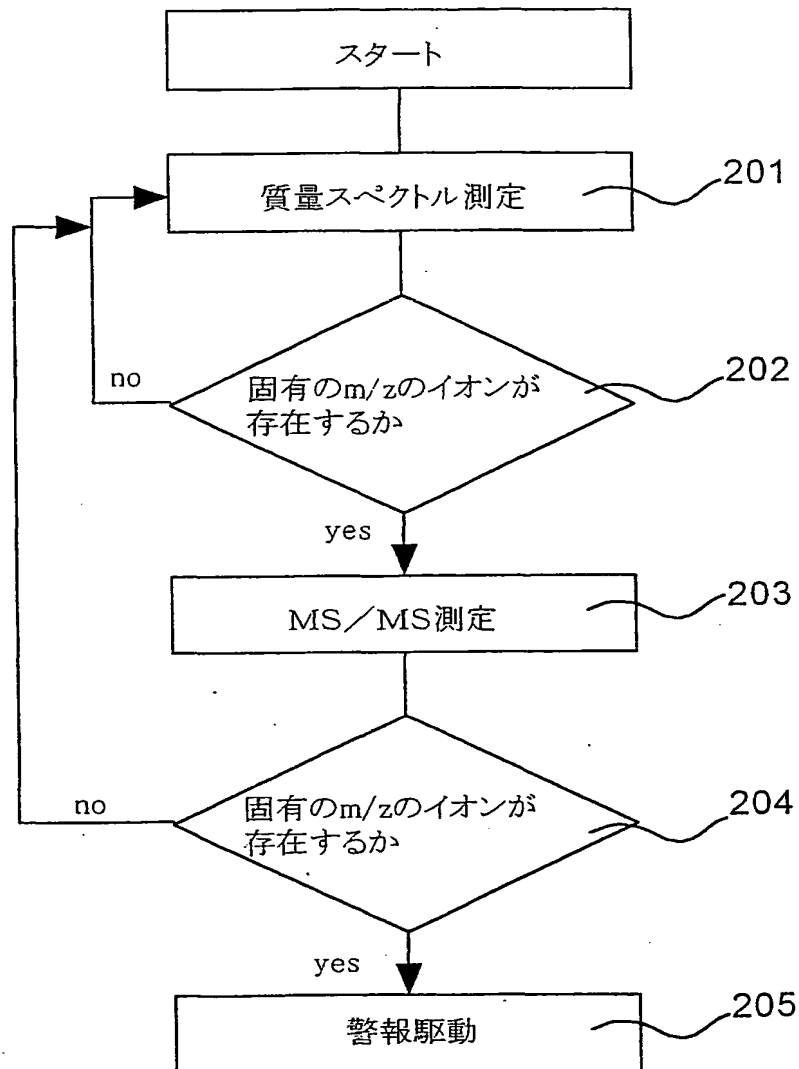 スタート
質量スペクトル測定
201
固有のm/zのイオンが
存在するか
202
no
yes
MS／MS測定
203
固有のm/zのイオンが
存在するか
204
no
yes
警報駆動
205